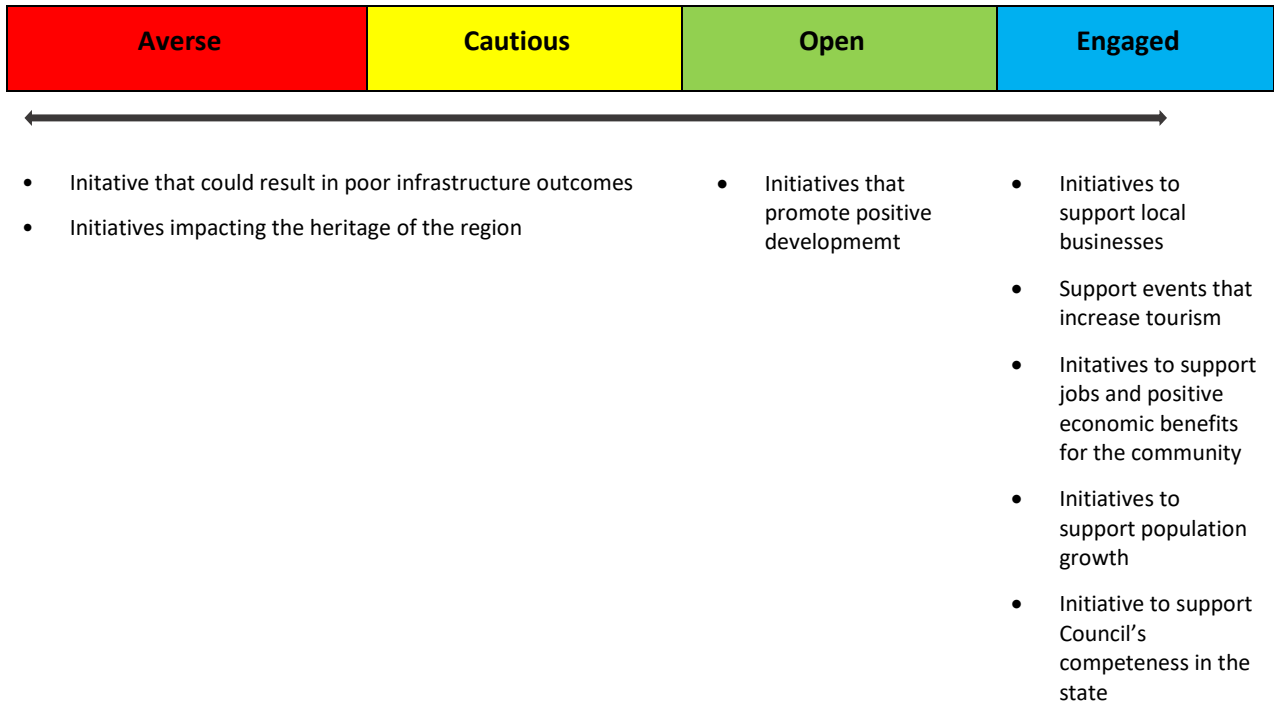 Averse Cautious Open Engaged
• Initative that could result in poor infrastructure outcomes
• Initiatives impacting the heritage of the region
• Initiatives that
promote positive
developmemt
• Initiatives to
support local
businesses
• Support events that
increase tourism
• Initatives to support
jobs and positive
economic benefits
for the community
• Initiatives to
support population
growth
• Initiative to support
Council’s
competeness in the
state